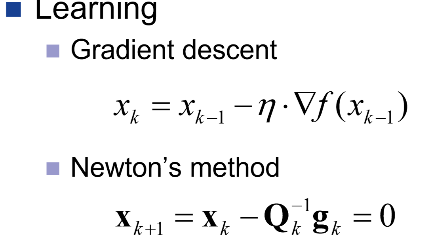 Learning
Gradient descent
x_k = x_{k−1} − η · ∇f(x_{k−1})
Newton's method
𝐱_{k+1} = 𝐱_k − 𝐐_k^{−1} 𝐠_k = 0